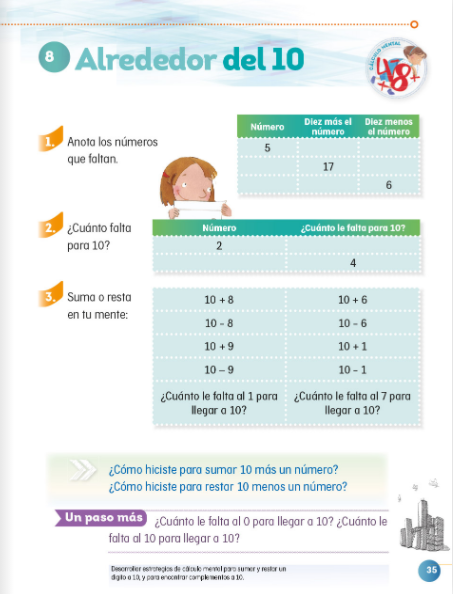 8 Alrededor del 10
CÁLCULO MENTAL
1. Anota los números
que faltan.
Número Diez más el número Diez menos el número
5
17
6
2. ¿Cuánto falta
para 10?
Número ¿Cuánto le falta para 10?
2
4
3. Suma o resta
en tu mente:
10 + 8 10 + 6
10 – 8 10 – 6
10 + 9 10 + 1
10 – 9 10 – 1
¿Cuánto le falta al 1 para ¿Cuánto le falta al 7 para
llegar a 10? llegar a 10?
¿Cómo hiciste para sumar 10 más un número?
¿Cómo hiciste para restar 10 menos un número?
Un paso más ¿Cuánto le falta al 0 para llegar a 10? ¿Cuánto le
falta al 10 para llegar a 10?
Desarrollar estrategias de cálculo mental para sumar y restar un
dígito a 10, y para encontrar complementos a 10.
35